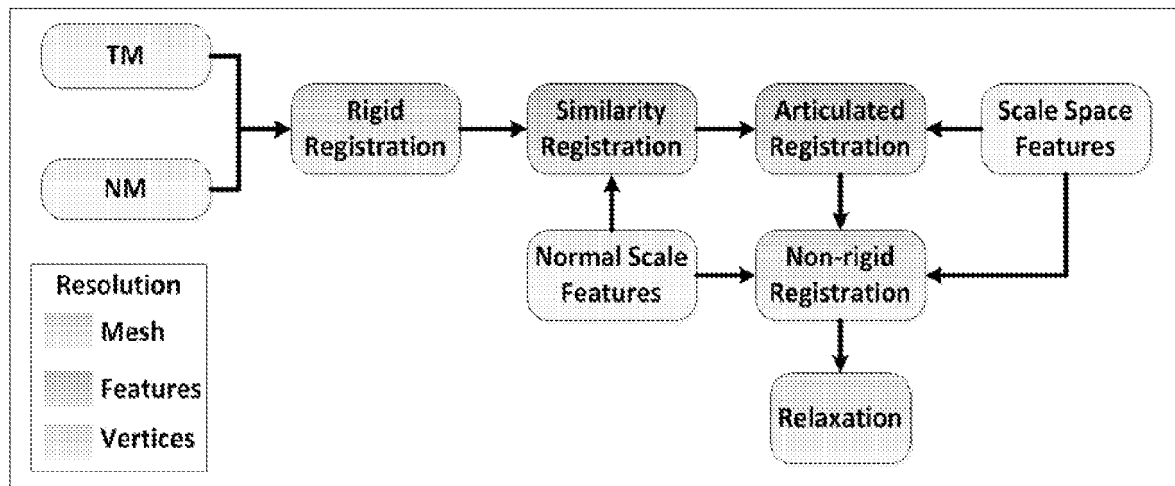 TM
NM
Rigid
Registration
Similarity
Registration
Articulated
Registration
Scale Space
Features
Normal Scale
Features
Non-rigid
Registration
Relaxation
Resolution
Mesh
Features
Vertices